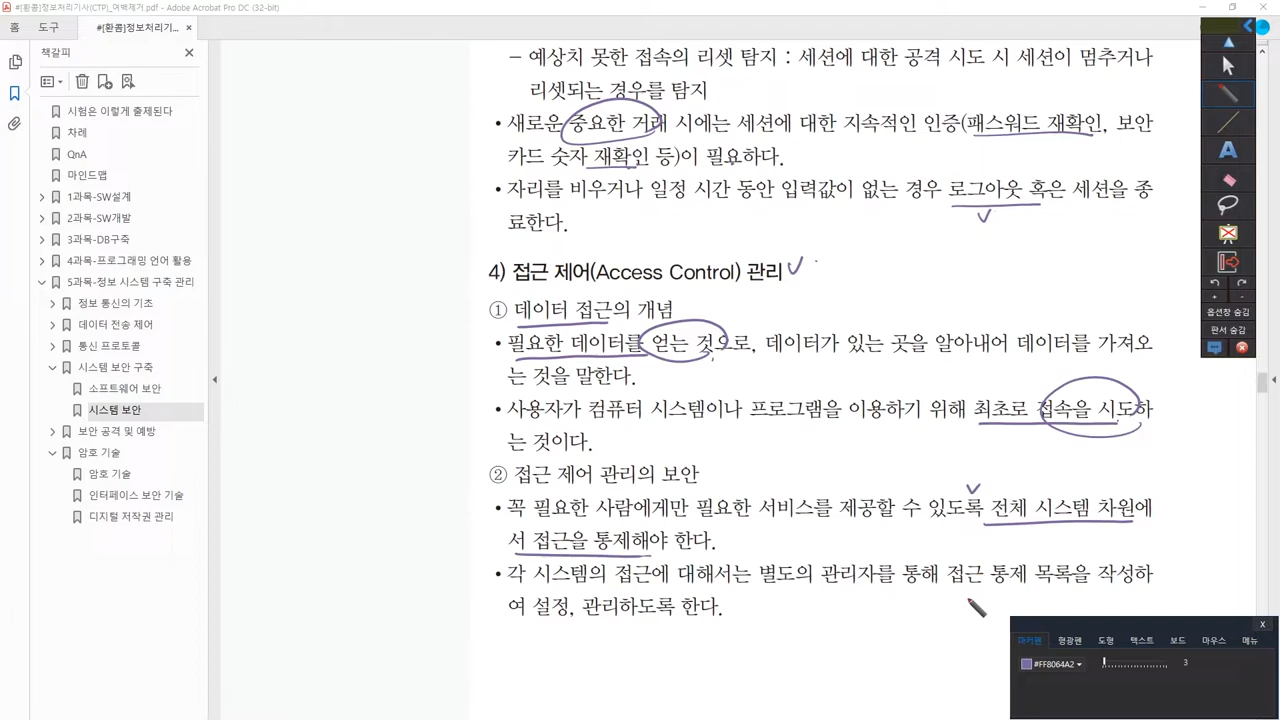 #[황콤]정보처리기사(CTP)_여백제거.pdf - Adobe Acrobat Pro DC (32-bit)
홈 도구 #[황콤]정보처리기... ×
책갈피
시험은 이렇게 출제된다
차례
QnA
마인드맵
1과목-SW설계
2과목-SW개발
3과목-DB구축
4과목-프로그래밍 언어 활용
5과목-정보 시스템 구축 관리
정보 통신의 기초
데이터 전송 제어
통신 프로토콜
시스템 보안 구축
소프트웨어 보안
시스템 보안
보안 공격 및 예방
암호 기술
암호 기술
인터페이스 보안 기술
디지털 저작권 관리
– 예상치 못한 접속의 리셋 탐지 : 세션에 대한 공격 시도 시 세션이 멈추거나
리셋되는 경우를 탐지
• 새로운 중요한 거래 시에는 세션에 대한 지속적인 인증(패스워드 재확인, 보안
카드 숫자 재확인 등)이 필요하다.
• 자리를 비우거나 일정 시간 동안 입력값이 없는 경우 로그아웃 혹은 세션을 종
료한다.
4) 접근 제어(Access Control) 관리
① 데이터 접근의 개념
• 필요한 데이터를 얻는 것으로, 데이터가 있는 곳을 알아내어 데이터를 가져오
는 것을 말한다.
• 사용자가 컴퓨터 시스템이나 프로그램을 이용하기 위해 최초로 접속을 시도하
는 것이다.
② 접근 제어 관리의 보안
• 꼭 필요한 사람에게만 필요한 서비스를 제공할 수 있도록 전체 시스템 차원에
서 접근을 통제해야 한다.
• 각 시스템의 접근에 대해서는 별도의 관리자를 통해 접근 통제 목록을 작성하
여 설정, 관리하도록 한다.
옵션창 숨김
판서 숨김
X
마커펜 형광펜 도형 텍스트 보드 마우스 메뉴
#FF8064A2 3